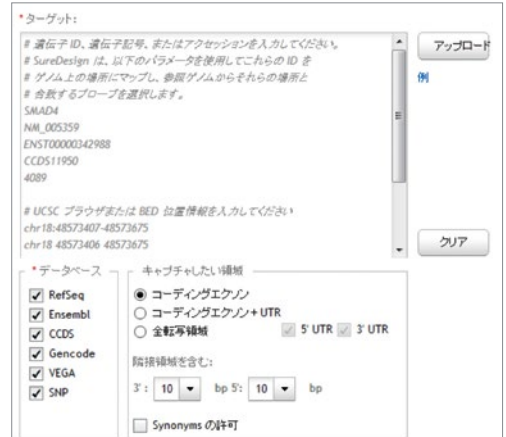 *ターゲット:
# 遺伝子 ID、遺伝子記号、またはアクセッションを入力してください。
# SureDesign は、以下のパラメータを使用してこれらの ID を
# ゲノム上の場所にマップし、参照ゲノムからそれらの場所と
# 合致するプローブを選択します。
SMAD4
NM_005359
ENST00000342988
CCDS11950
4089
# UCSC ブラウザまたは BED 位置情報を入力してください
chr18:48573407-48573675
chr18 48573406 48573675
アップロード
例
クリア
*データベース
RefSeq
Ensembl
CCDS
Gencode
VEGA
SNP
キャプチャしたい領域
コーディングエクソン
コーディングエクソン + UTR
全転写領域 5' UTR 3' UTR
隣接領域を含む:
3': 10 bp 5': 10 bp
Synonyms の許可